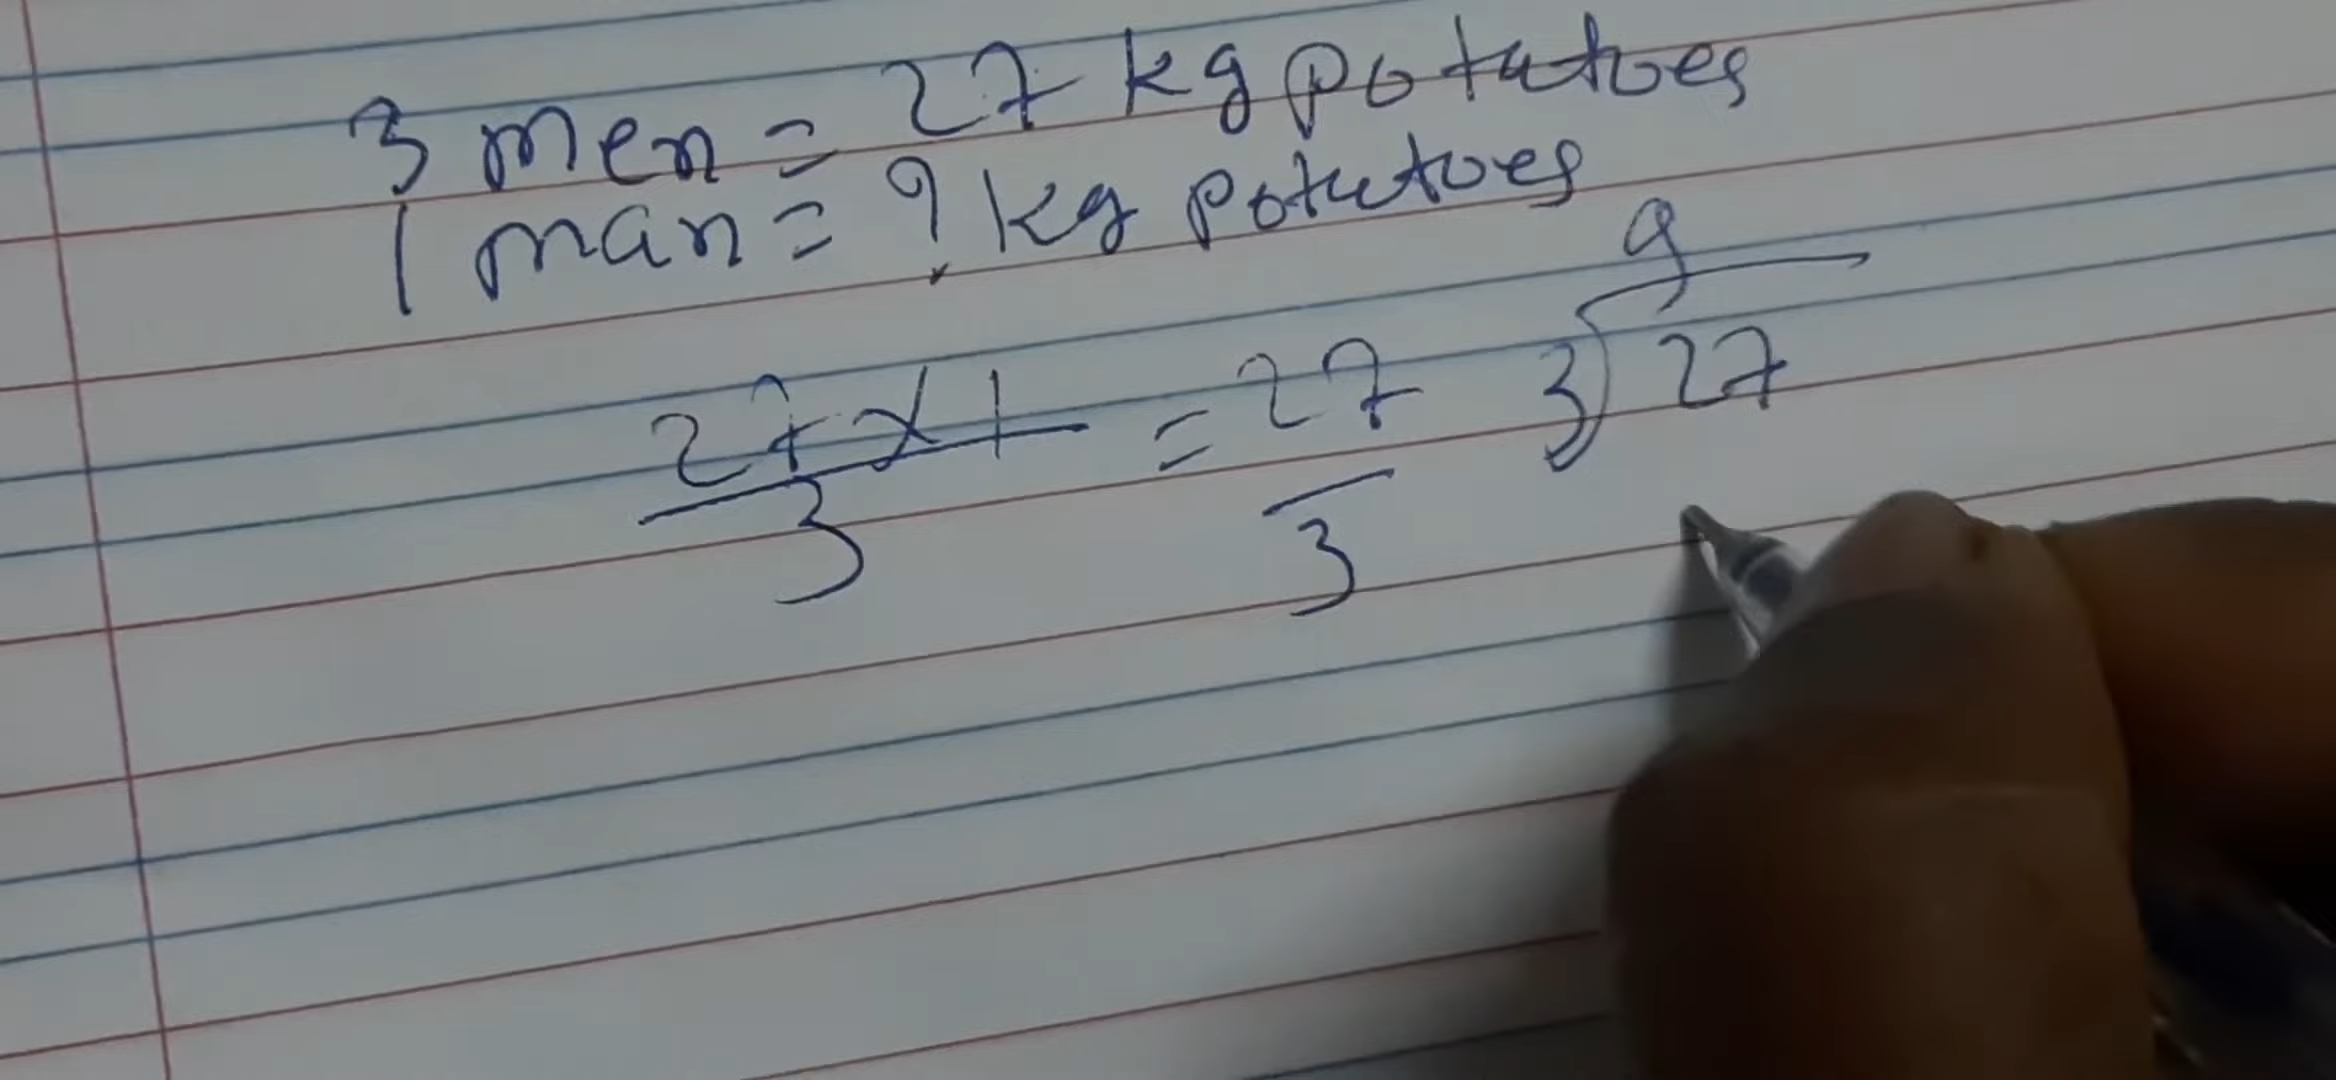 3 men = 27 kg potatoes
1 man = ? kg potatoes
27 x 1 / 3 = 27 / 3
9
3 ) 27